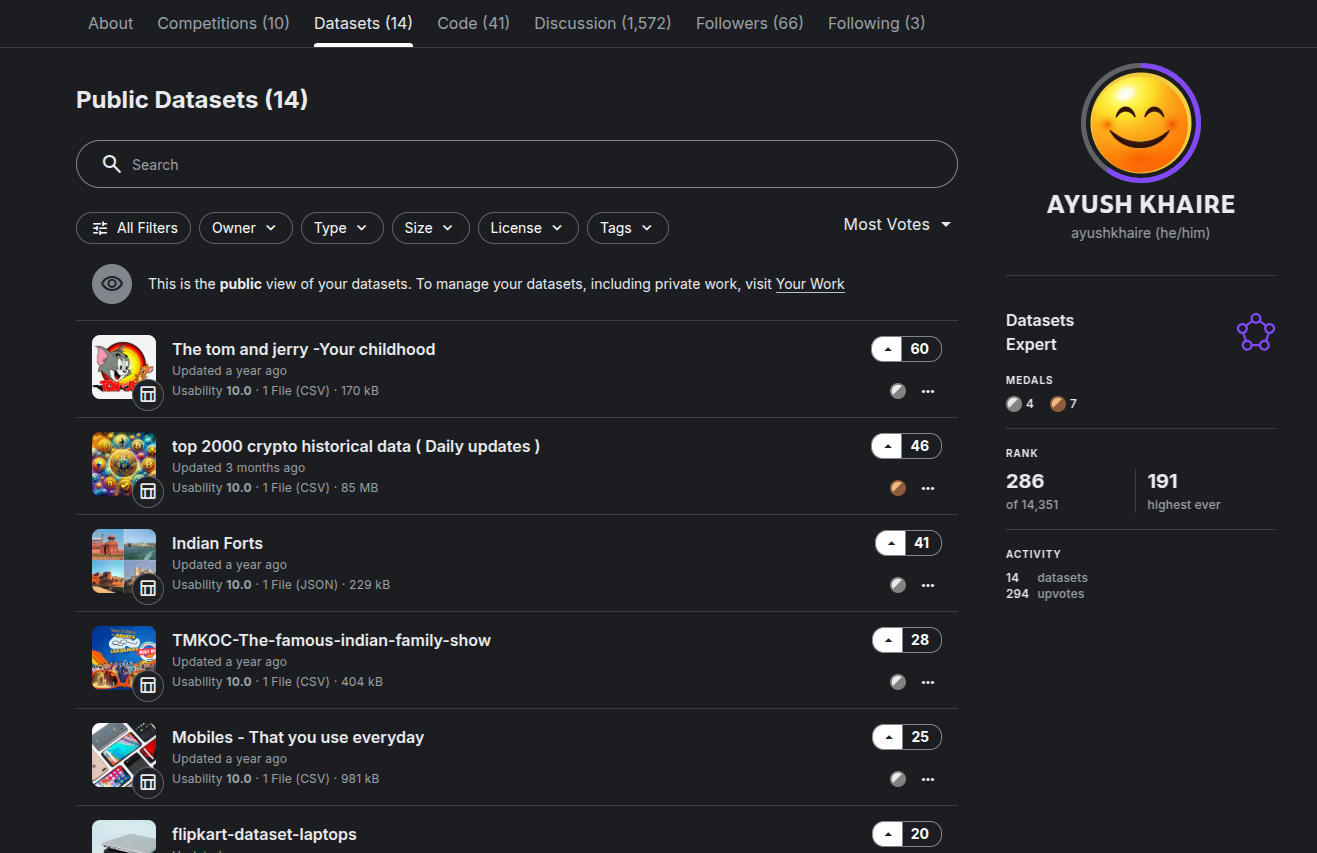 About Competitions (10) Datasets (14) Code (41) Discussion (1,572) Followers (66) Following (3)
Public Datasets (14)
Search
All Filters Owner Type Size License Tags Most Votes
This is the public view of your datasets. To manage your datasets, including private work, visit Your Work
The tom and jerry -Your childhood 60
Updated a year ago
Usability 10.0 · 1 File (CSV) · 170 kB
top 2000 crypto historical data ( Daily updates ) 46
Updated 3 months ago
Usability 10.0 · 1 File (CSV) · 85 MB
Indian Forts 41
Updated a year ago
Usability 10.0 · 1 File (JSON) · 229 kB
TMKOC-The-famous-indian-family-show 28
Updated a year ago
Usability 10.0 · 1 File (CSV) · 404 kB
Mobiles - That you use everyday 25
Updated a year ago
Usability 10.0 · 1 File (CSV) · 981 kB
flipkart-dataset-laptops 20
AYUSH KHAIRE
ayushkhaire (he/him)
Datasets
Expert
MEDALS
4 7
RANK
286 191
of 14,351 highest ever
ACTIVITY
14 datasets
294 upvotes